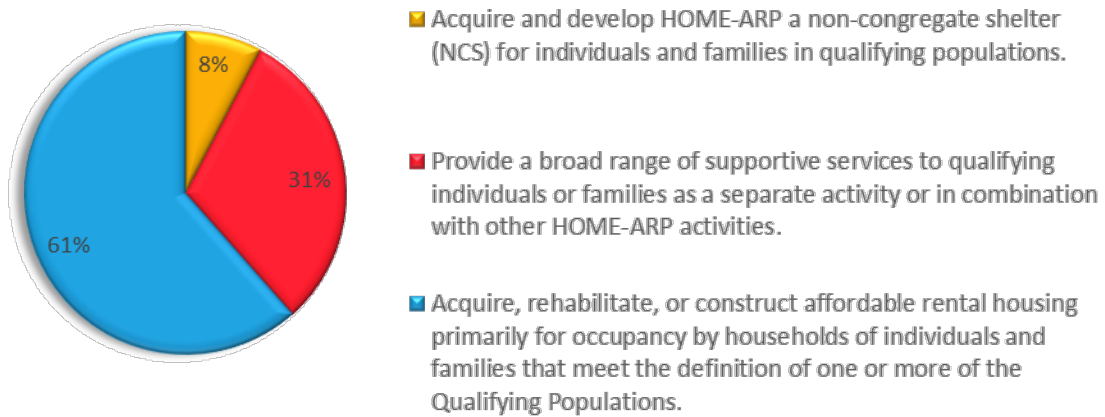 8%
31%
61%
Acquire and develop HOME-ARP a non-congregate shelter
(NCS) for individuals and families in qualifying populations.
Provide a broad range of supportive services to qualifying
individuals or families as a separate activity or in combination
with other HOME-ARP activities.
Acquire, rehabilitate, or construct affordable rental housing
primarily for occupancy by households of individuals and
families that meet the definition of one or more of the
Qualifying Populations.